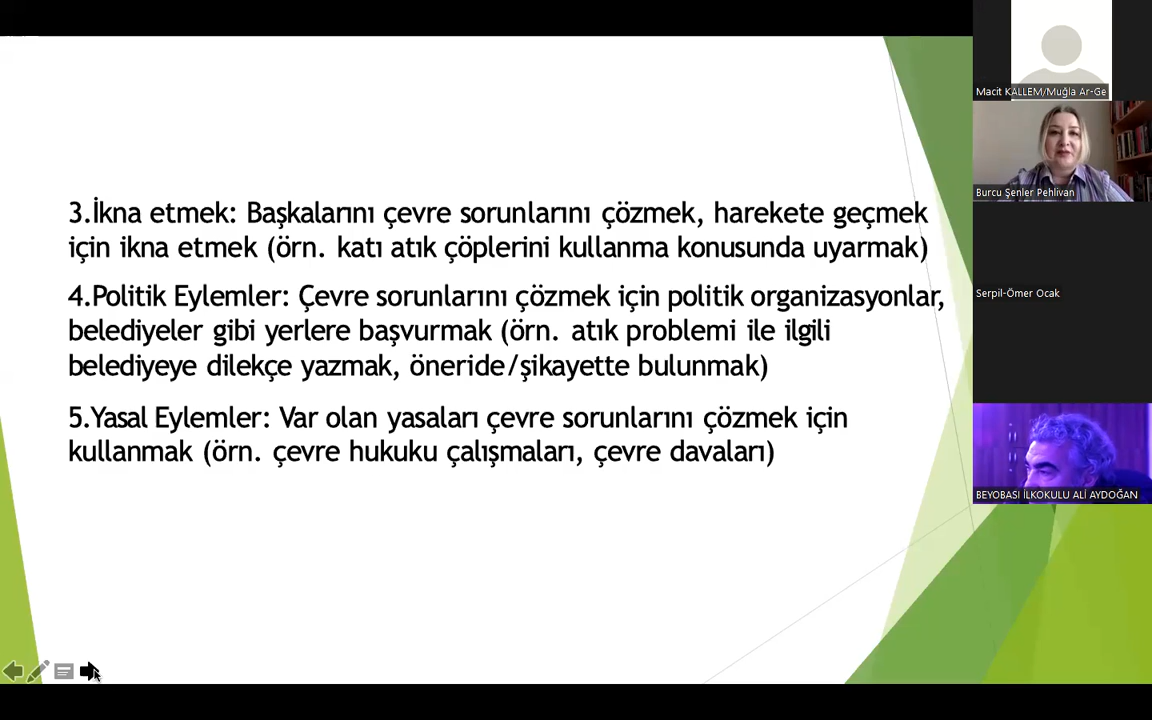 3.İkna etmek: Başkalarını çevre sorunlarını çözmek, harekete geçmek
için ikna etmek (örn. katı atık çöplerini kullanma konusunda uyarmak)
4.Politik Eylemler: Çevre sorunlarını çözmek için politik organizasyonlar,
belediyeler gibi yerlere başvurmak (örn. atık problemi ile ilgili
belediyeye dilekçe yazmak, öneride/şikayette bulunmak)
5.Yasal Eylemler: Var olan yasaları çevre sorunlarını çözmek için
kullanmak (örn. çevre hukuku çalışmaları, çevre davaları)
Macit KALLEM/Muğla Ar-Ge
Burcu Şenler Pehlivan
Serpil-Ömer Ocak
BEYOBASI İLKOKULU ALİ AYDOĞAN